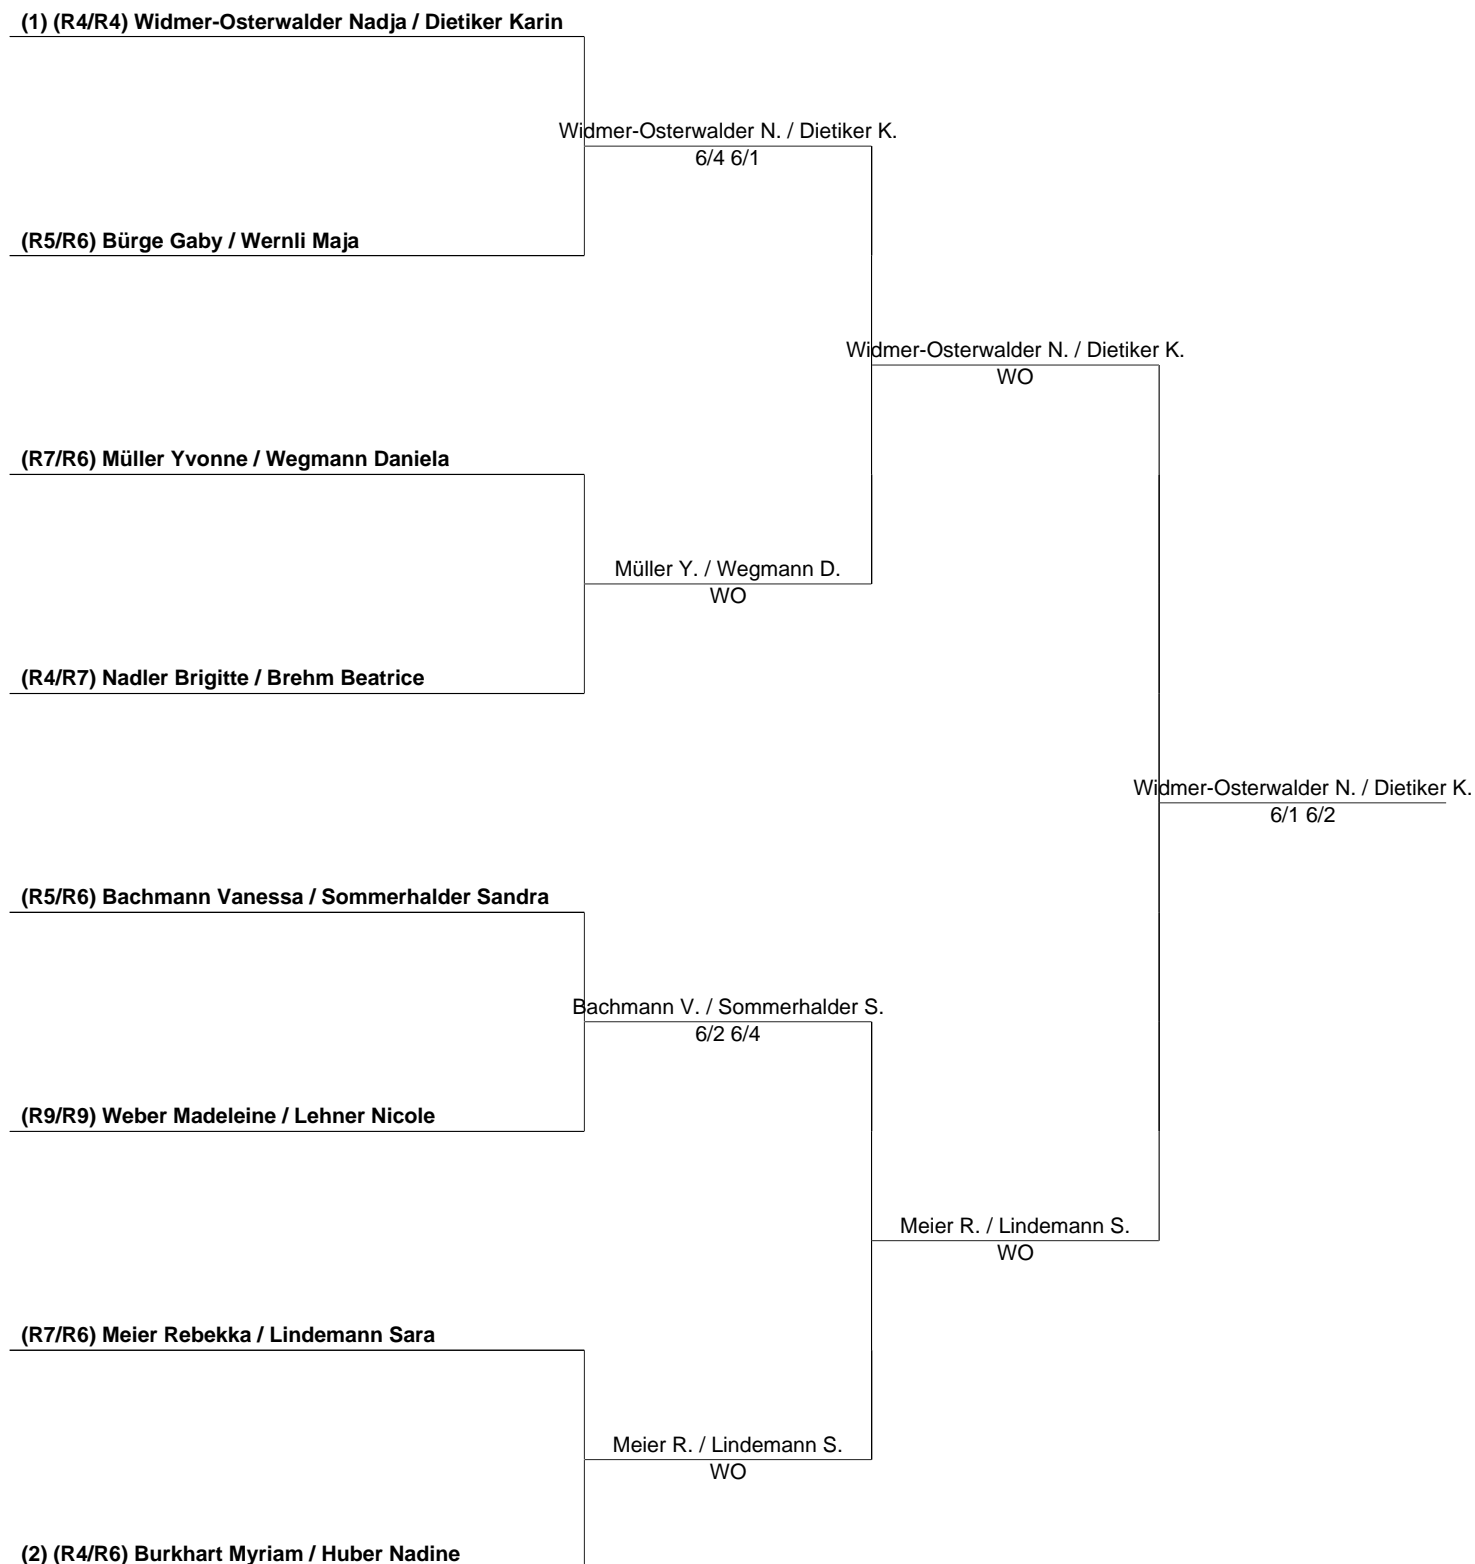 (1) (R4/R4) Widmer-Osterwalder Nadja / Dietiker Karin
Widmer-Osterwalder N. / Dietiker K.
6/4 6/1
(R5/R6) Bürge Gaby / Wernli Maja
Widmer-Osterwalder N. / Dietiker K.
WO
(R7/R6) Müller Yvonne / Wegmann Daniela
Müller Y. / Wegmann D.
WO
(R4/R7) Nadler Brigitte / Brehm Beatrice
Widmer-Osterwalder N. / Dietiker K.
6/1 6/2
(R5/R6) Bachmann Vanessa / Sommerhalder Sandra
Bachmann V. / Sommerhalder S.
6/2 6/4
(R9/R9) Weber Madeleine / Lehner Nicole
Meier R. / Lindemann S.
WO
(R7/R6) Meier Rebekka / Lindemann Sara
Meier R. / Lindemann S.
WO
(2) (R4/R6) Burkhart Myriam / Huber Nadine